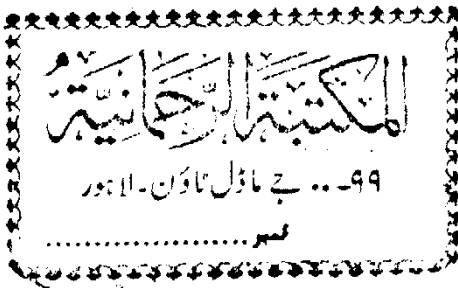 المكتبة الرحمانية
۹۹۔۔۔ جے ماڈل ٹاؤن۔ لاہور
نمبر......................